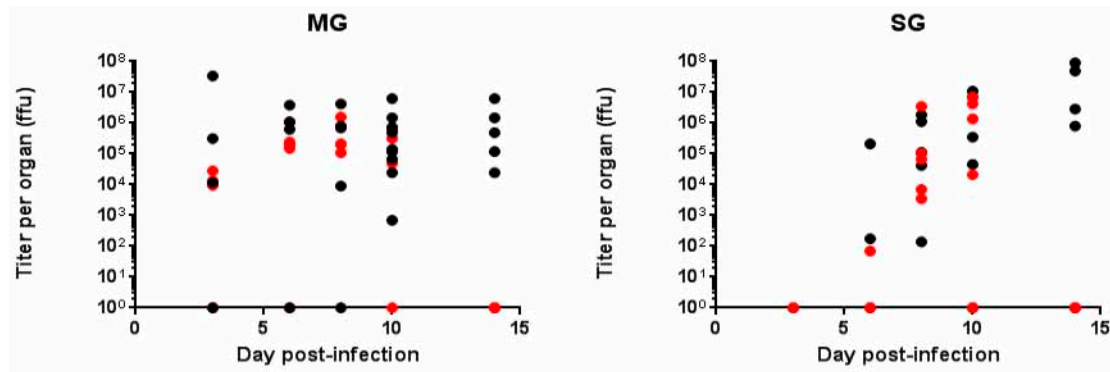 MG
Titer per organ (ffu)
10⁸
10⁷
10⁶
10⁵
10⁴
10³
10²
10¹
10⁰
0 5 10 15
Day post-infection
SG
Titer per organ (ffu)
10⁸
10⁷
10⁶
10⁵
10⁴
10³
10²
10¹
10⁰
0 5 10 15
Day post-infection